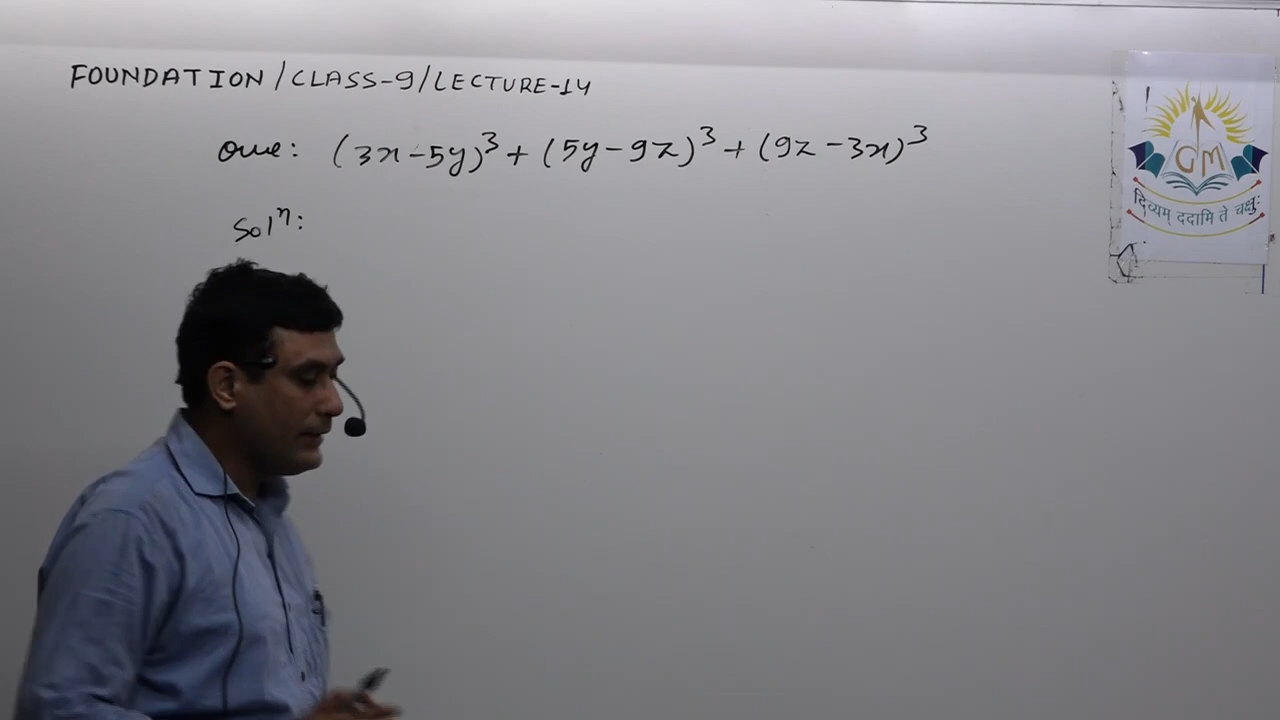 FOUNDATION/CLASS-9/LECTURE-14
Que: (3x-5y)³ + (5y-9z)³ + (9z-3x)³
Solⁿ:
GM
दिव्यम् ददामि ते चक्षुः